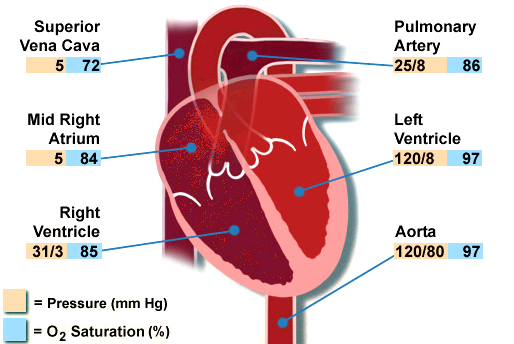 Superior
Vena Cava
5 72
Mid Right
Atrium
5 84
Right
Ventricle
31/3 85
Pulmonary
Artery
25/8 86
Left
Ventricle
120/8 97
Aorta
120/80 97
= Pressure (mm Hg)
= O2 Saturation (%)